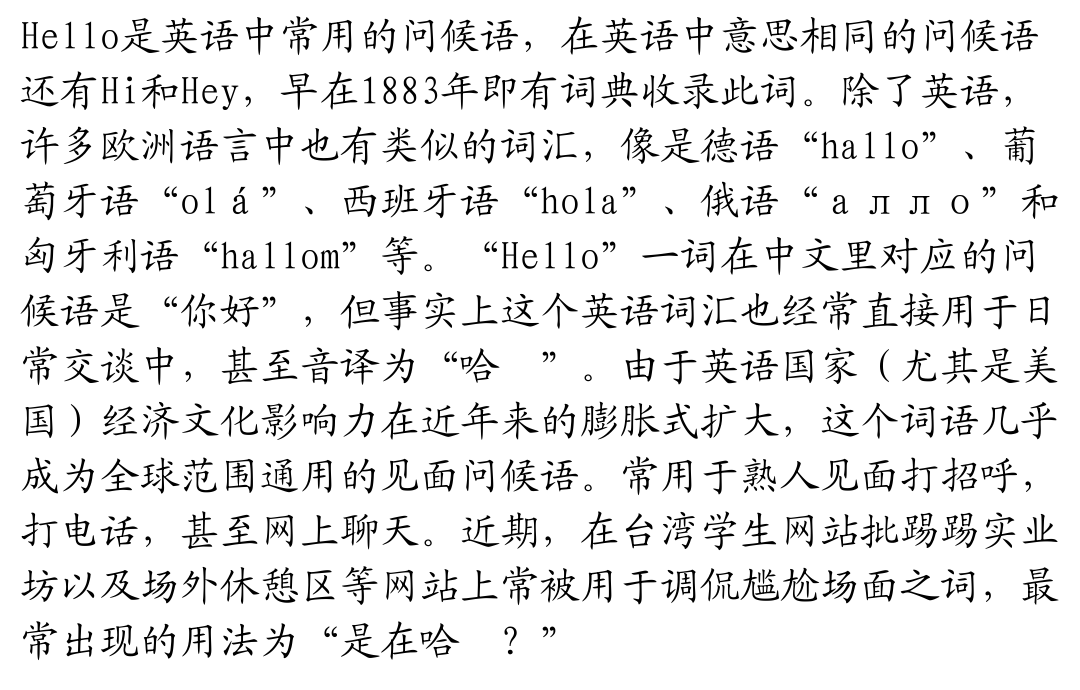 Hello是英语中常用的问候语，在英语中意思相同的问候语
还有Hi和Hey，早在1883年即有词典收录此词。除了英语，
许多欧洲语言中也有类似的词汇，像是德语“hallo”、葡
萄牙语“olá”、西班牙语“hola”、俄语“алло”和
匈牙利语“hallom”等。“Hello”一词在中文里对应的问
候语是“你好”，但事实上这个英语词汇也经常直接用于日
常交谈中，甚至音译为“哈　”。由于英语国家（尤其是美
国）经济文化影响力在近年来的膨胀式扩大，这个词语几乎
成为全球范围通用的见面问候语。常用于熟人见面打招呼，
打电话，甚至网上聊天。近期，在台湾学生网站批踢踢实业
坊以及场外休憩区等网站上常被用于调侃尴尬场面之词，最
常出现的用法为“是在哈　？”